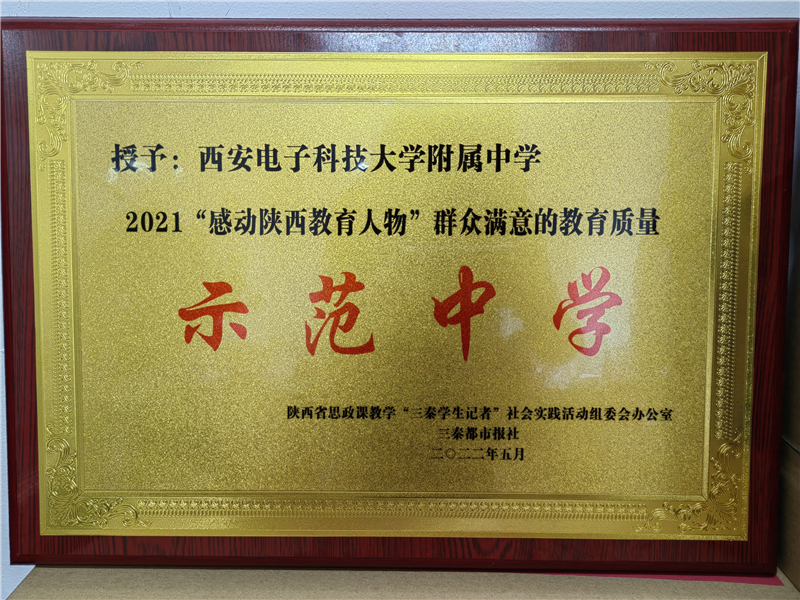 授予：西安电子科技大学附属中学
2021“感动陕西教育人物”群众满意的教育质量
示范中学
陕西省思政课教学“三秦学生记者”社会实践活动组委会办公室
三秦都市报社
二〇二二年五月